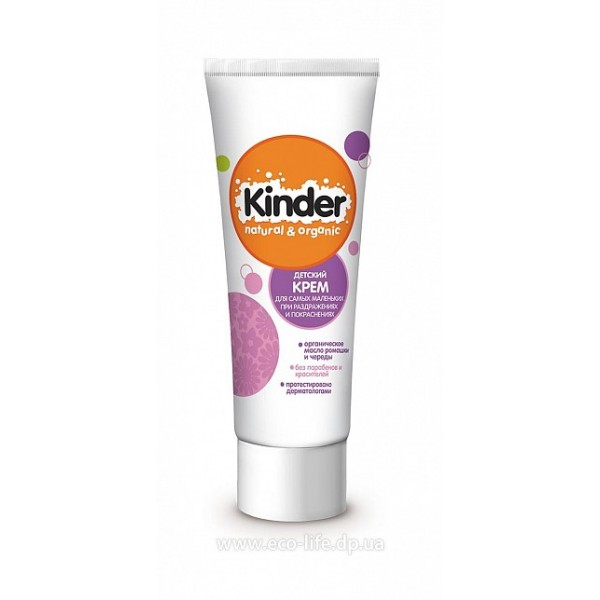 Kinder
natural & organic
ДЕТСКИЙ
КРЕМ
ДЛЯ САМЫХ МАЛЕНЬКИХ
ПРИ РАЗДРАЖЕНИЯХ
И ПОКРАСНЕНИЯХ
органическое
масло ромашки
и череды
без парабенов и
красителей
протестировано
дерматологами
www.eco-life.dp.ua